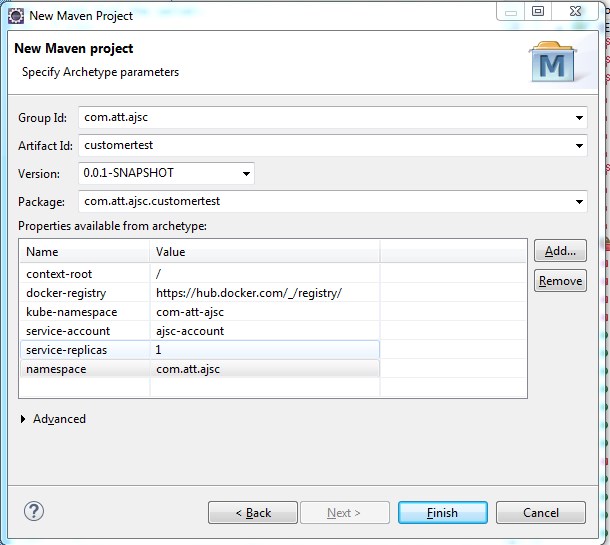 New Maven Project
New Maven project
Specify Archetype parameters
M
Group Id: com.att.ajsc
Artifact Id: customertest
Version: 0.0.1-SNAPSHOT
Package: com.att.ajsc.customertest
Properties available from archetype:
Name Value
context-root /
docker-registry https://hub.docker.com/_/registry/
kube-namespace com-att-ajsc
service-account ajsc-account
service-replicas 1
namespace com.att.ajsc
Add...
Remove
Advanced
? < Back Next > Finish Cancel